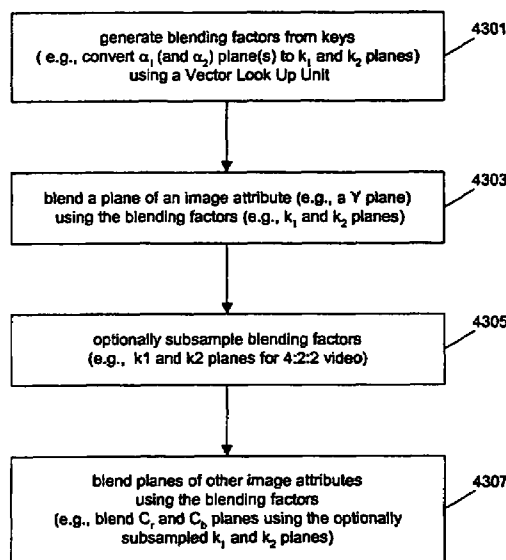 generate blending factors from keys
( e.g., convert α₁ (and α₂) plane(s) to k₁ and k₂ planes)
using a Vector Look Up Unit
4301
blend a plane of an image attribute (e.g., a Y plane)
using the blending factors (e.g., k₁ and k₂ planes)
4303
optionally subsample blending factors
(e.g., k1 and k2 planes for 4:2:2 video)
4305
blend planes of other image attributes
using the blending factors
(e.g., blend Cᵣ and C_b planes using the optionally
subsampled k₁ and k₂ planes)
4307